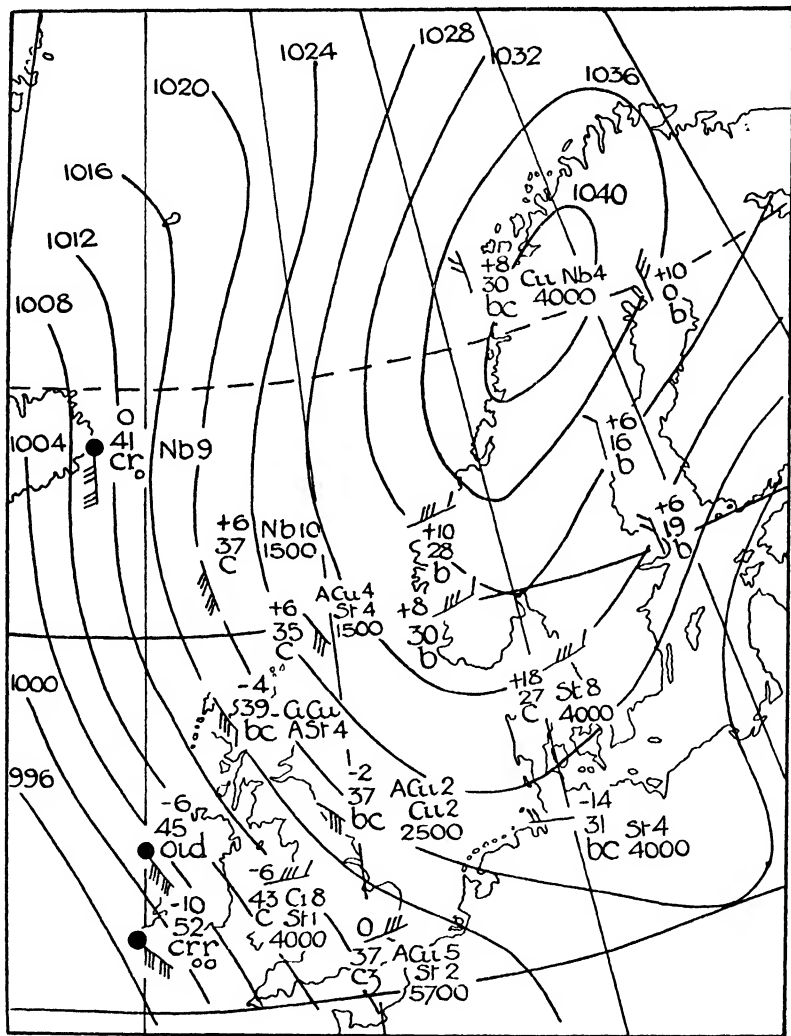 1020
1024
1028
1032
1036
1016
1012
1008
1040
+8
30
bc
Cu Nb4
4000
+10
0
b
1004
0
41
cr₀
Nb9
+6
16
b
+6
37
C
Nb10
1500
+10
28
b
+6
19
b
+6
35
C
ACu4
St4
1500
+8
30
b
1000
-4
39
bc
CiCu
ASt4
+18
27
C
St8
4000
996
-6
45
oid
-2
37
bc
ACu2
Cu2
2500
-14
31
bc
St4
4000
-10
52
crr₀₀
-6
43
C
Ci8
St1
4000
0
37
C3
ACu5
St2
5700